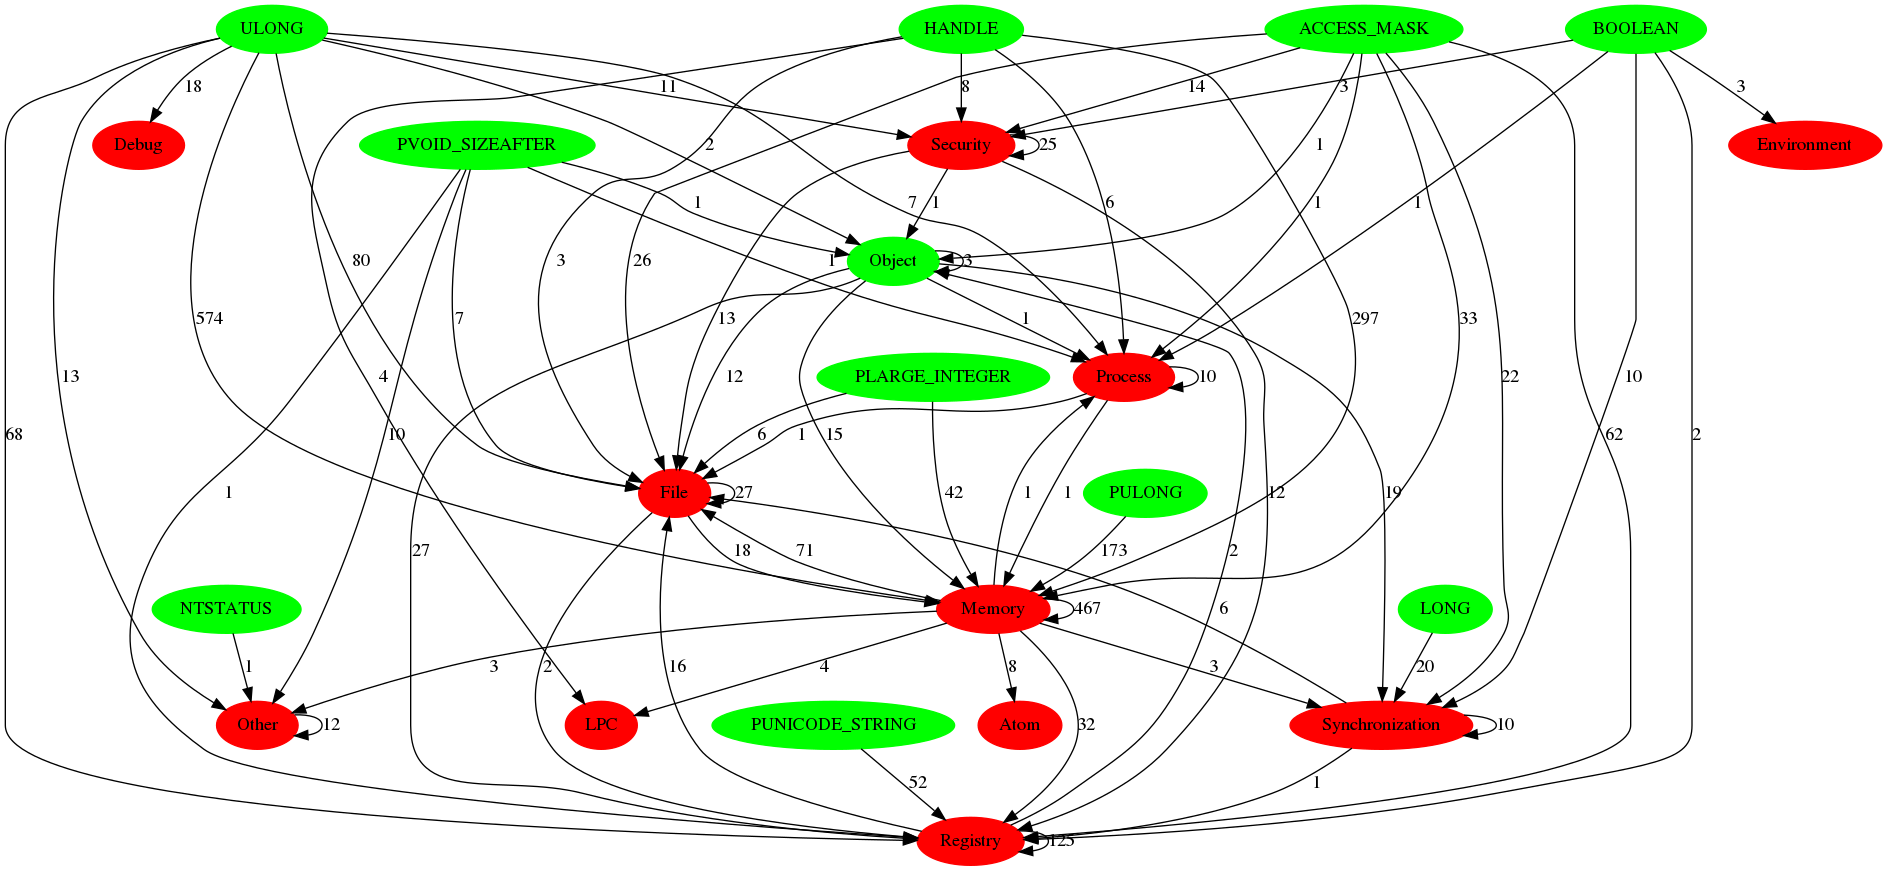 ULONG HANDLE ACCESS_MASK BOOLEAN
18 11 8 14 3 3
Debug PVOID_SIZEAFTER Security 25 Environment
2 1 7 1 6 1 1 1
80 3 26 1 Object 3
13 574 7 13 1 297 33
4 12 PLARGE_INTEGER Process 10 22 10
68 10 6 1 15 62 2
1 File 27 42 1 1 PULONG 12 19
27 18 71 173 2
NTSTATUS Memory 467 6 LONG
1 3 2 16 4 8 32 3 20
Other 12 LPC PUNICODE_STRING Atom Synchronization 10
52 1
Registry 125